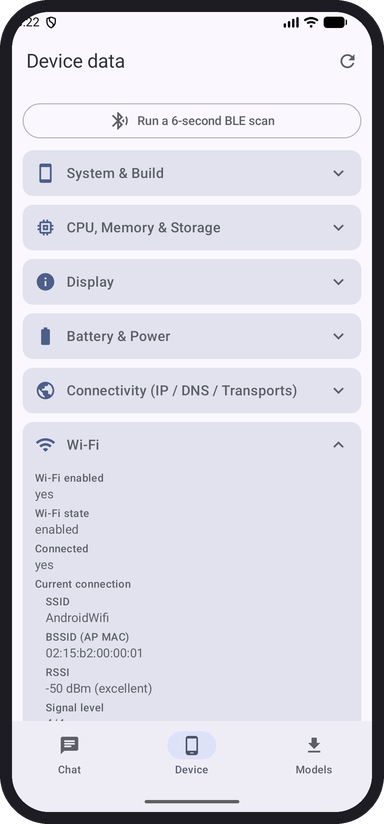 :22
Device data
Run a 6-second BLE scan
System & Build
CPU, Memory & Storage
Display
Battery & Power
Connectivity (IP / DNS / Transports)
Wi-Fi
Wi-Fi enabled
yes
Wi-Fi state
enabled
Connected
yes
Current connection
SSID
AndroidWifi
BSSID (AP MAC)
02:15:b2:00:00:01
RSSI
-50 dBm (excellent)
Signal level
Chat
Device
Models